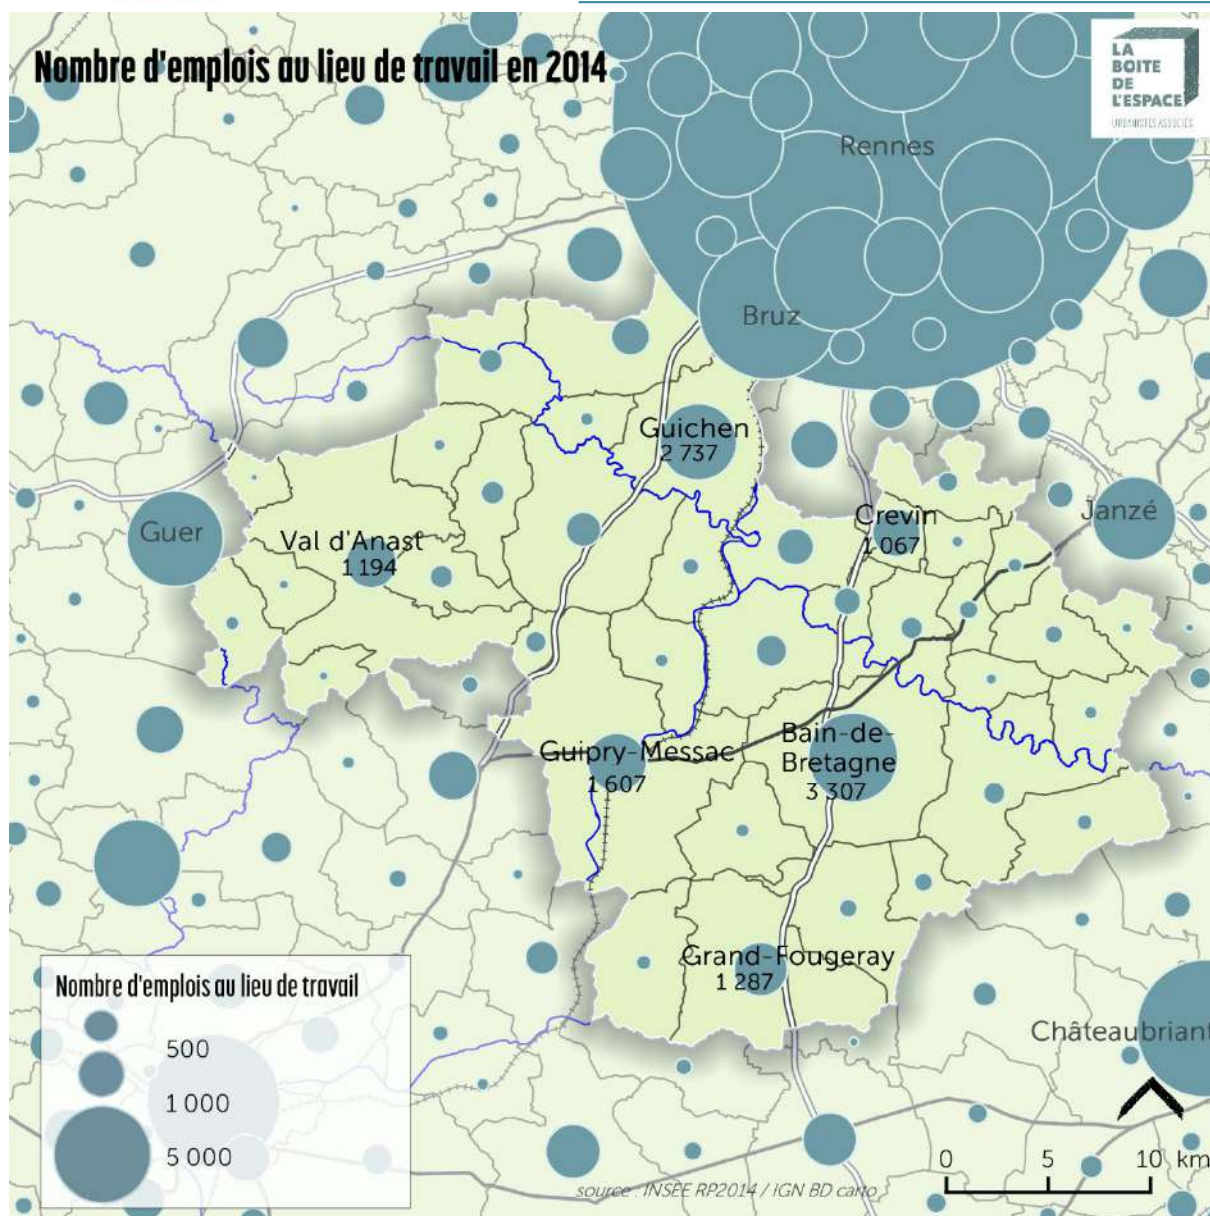 Nombre d'emplois au lieu de travail en 2014
LA
BOITE
DE
L'ESPACE
URBANISTES ASSOCIÉS
Rennes
Bruz
Guichen
2 737
Crevin
1 067
Janzé
Guer
Val d'Anast
1 194
Guipry-Messac
1 607
Bain-de-
Bretagne
3 307
Grand-Fougeray
1 287
Châteaubriant
Nombre d'emplois au lieu de travail
500
1 000
5 000
0 5 10 km
source : INSEE RP2014 / IGN BD carto